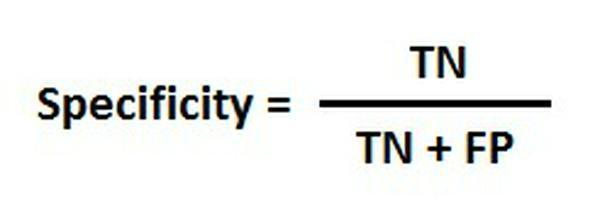 TN
Specificity =
TN + FP